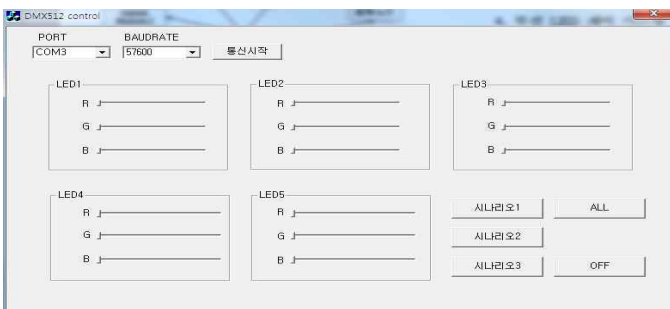 DMX512 control
PORT BAUDRATE
COM3 57600 통신시작
LED1 LED2 LED3
R R R
G G G
B B B
LED4 LED5
R R 시나리오1 ALL
G G 시나리오2
B B 시나리오3 OFF